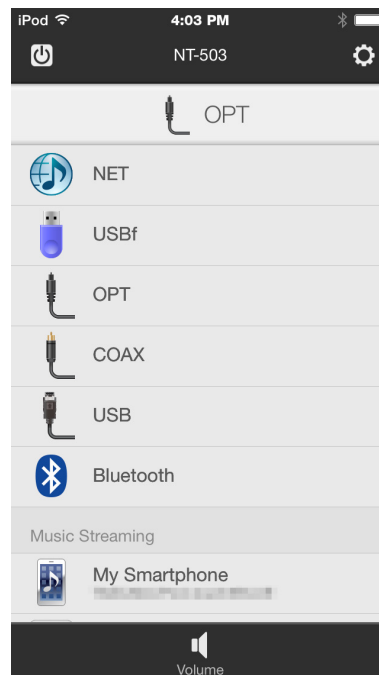 iPod 4:03 PM
NT-503
OPT
NET
USBf
OPT
COAX
USB
Bluetooth
Music Streaming
My Smartphone
Volume